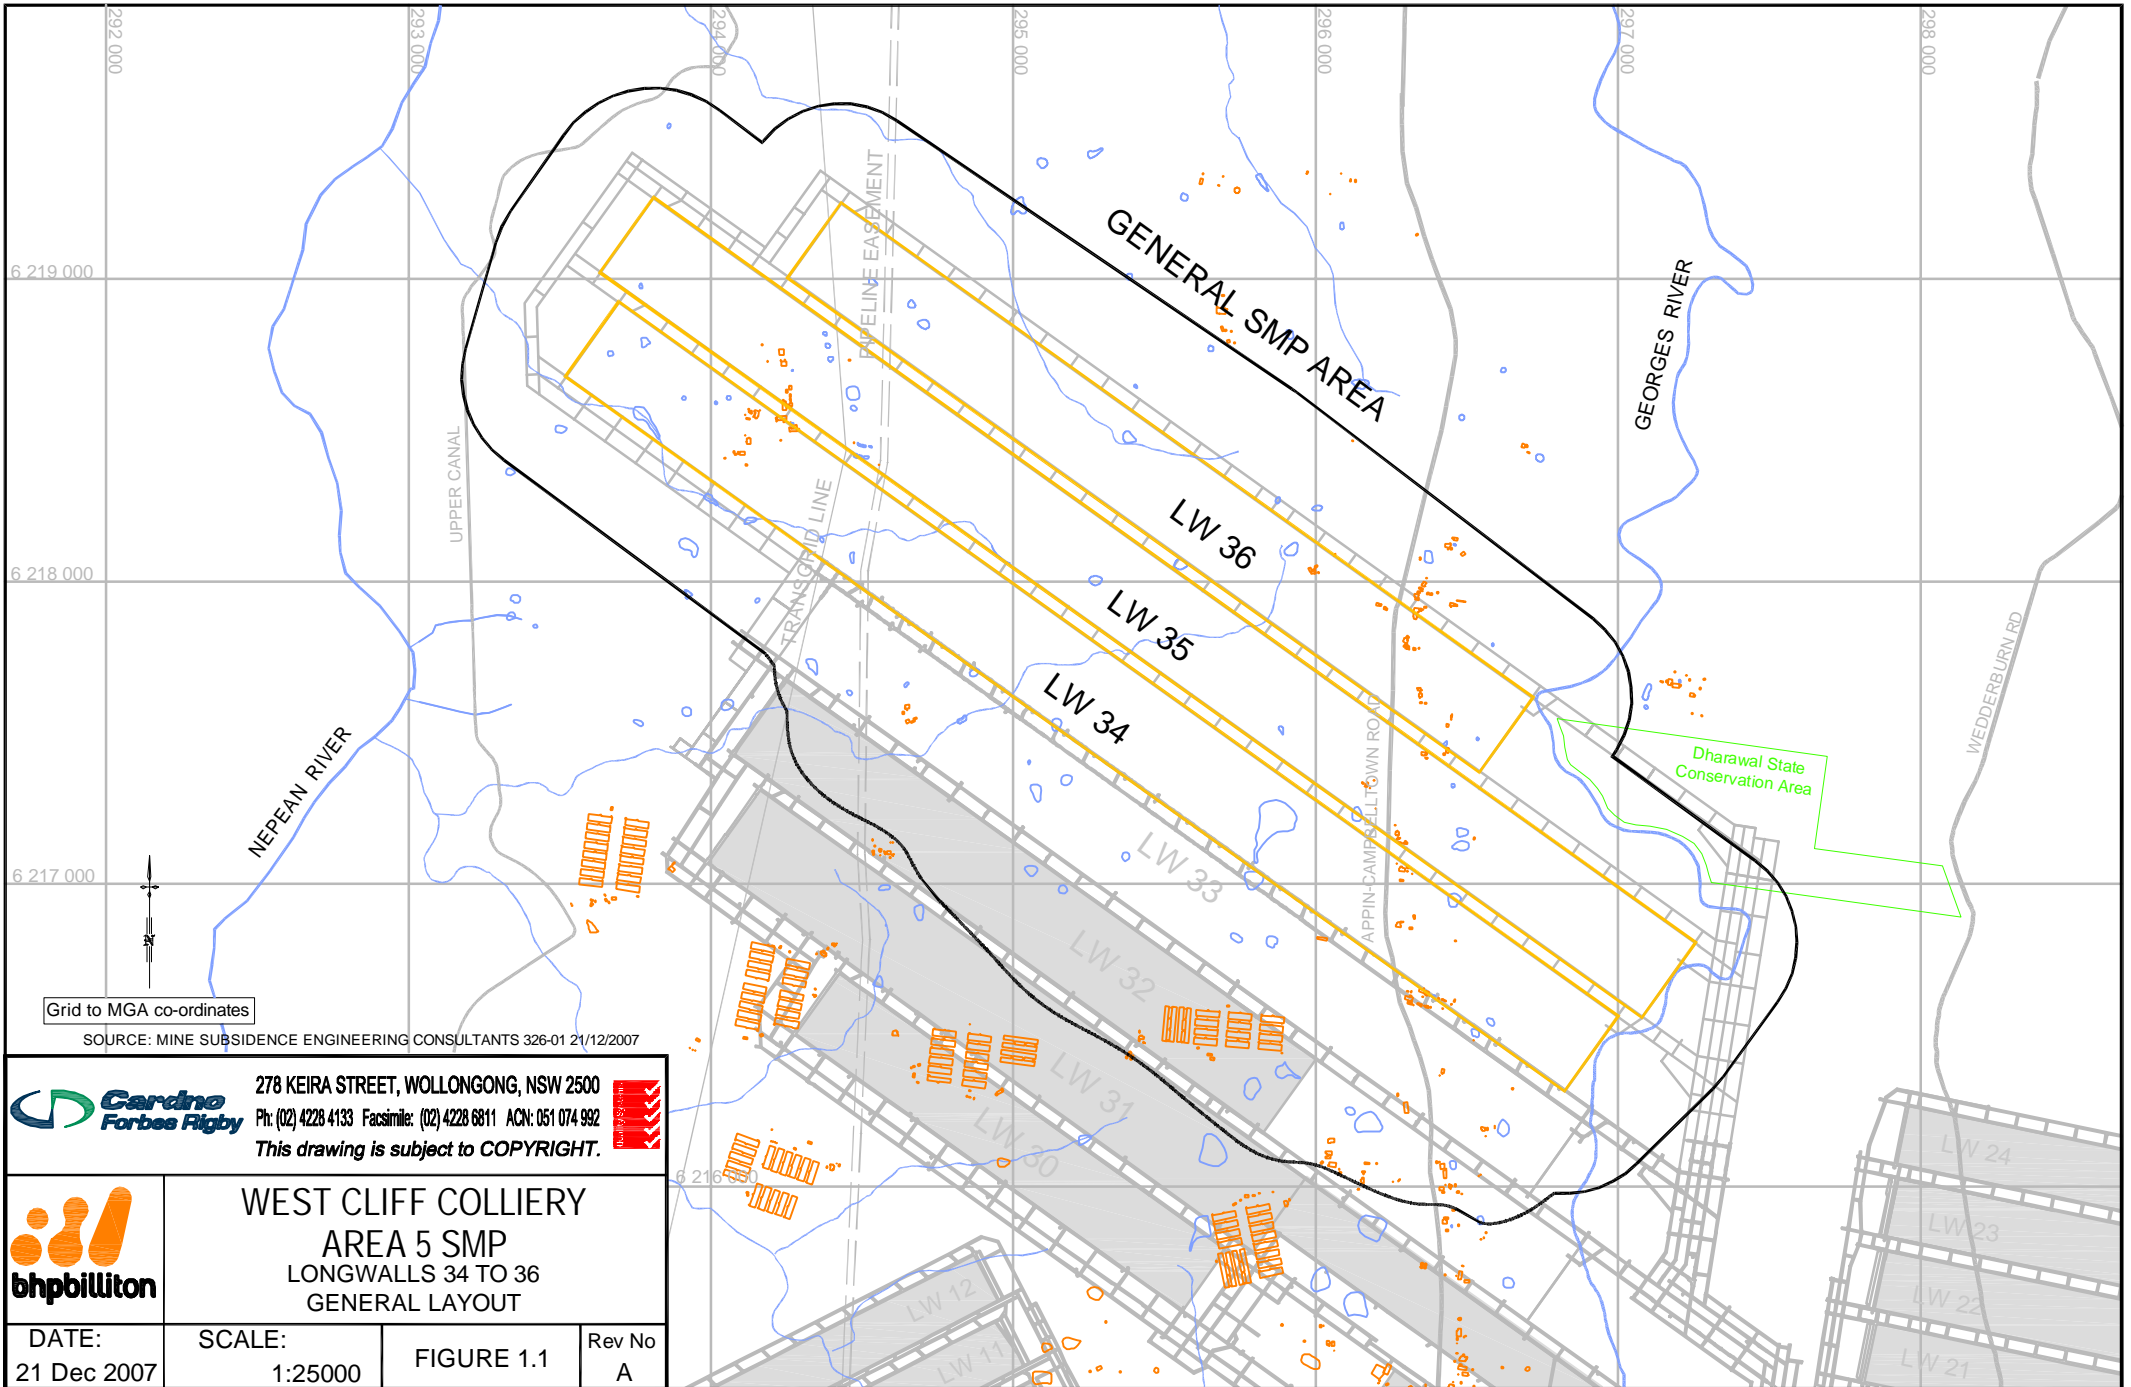 292 000
293 000
294 000
295 000
296 000
297 000
298 000
6 219 000
6 218 000
6 217 000
6 216 000
PIPELINE EASEMENT
GENERAL SMP AREA
GEORGES RIVER
UPPER CANAL
TRANSGRID LINE
LW 36
LW 35
LW 34
LW 33
LW 32
LW 31
LW 30
APPIN-CAMPBELLTOWN ROAD
WEDDERBURN RD
Dharawal State
Conservation Area
NEPEAN RIVER
LW 24
LW 23
LW 22
LW 21
LW 12
LW 11
N
Grid to MGA co-ordinates
SOURCE: MINE SUBSIDENCE ENGINEERING CONSULTANTS 326-01 21/12/2007
Cardno
Forbes Rigby
278 KEIRA STREET, WOLLONGONG, NSW 2500
Ph: (02) 4228 4133 Facsimile: (02) 4228 6811 ACN: 051 074 992
This drawing is subject to COPYRIGHT.
bhpbilliton
WEST CLIFF COLLIERY
AREA 5 SMP
LONGWALLS 34 TO 36
GENERAL LAYOUT
DATE:
21 Dec 2007
SCALE:
1:25000
FIGURE 1.1
Rev No
A